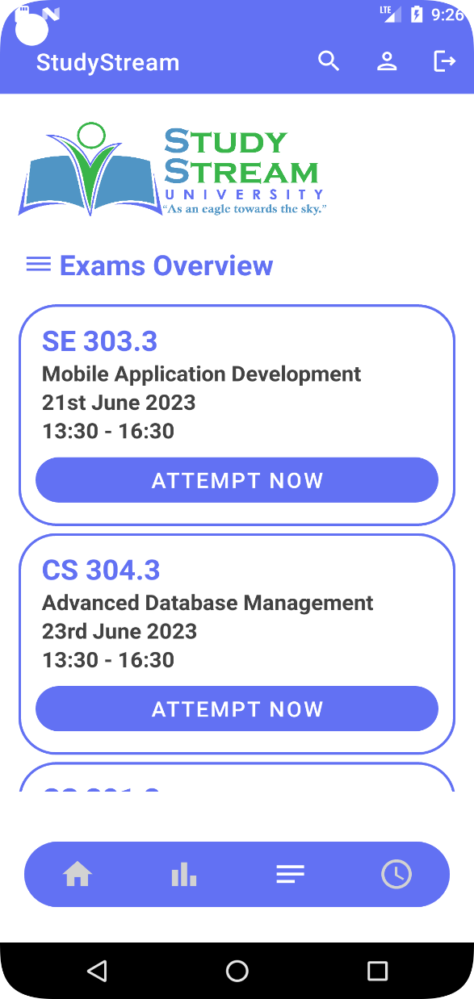 LTE 9:26
StudyStream
STUDY
STREAM
UNIVERSITY
“As an eagle towards the sky.”
Exams Overview
SE 303.3
Mobile Application Development
21st June 2023
13:30 - 16:30
ATTEMPT NOW
CS 304.3
Advanced Database Management
23rd June 2023
13:30 - 16:30
ATTEMPT NOW